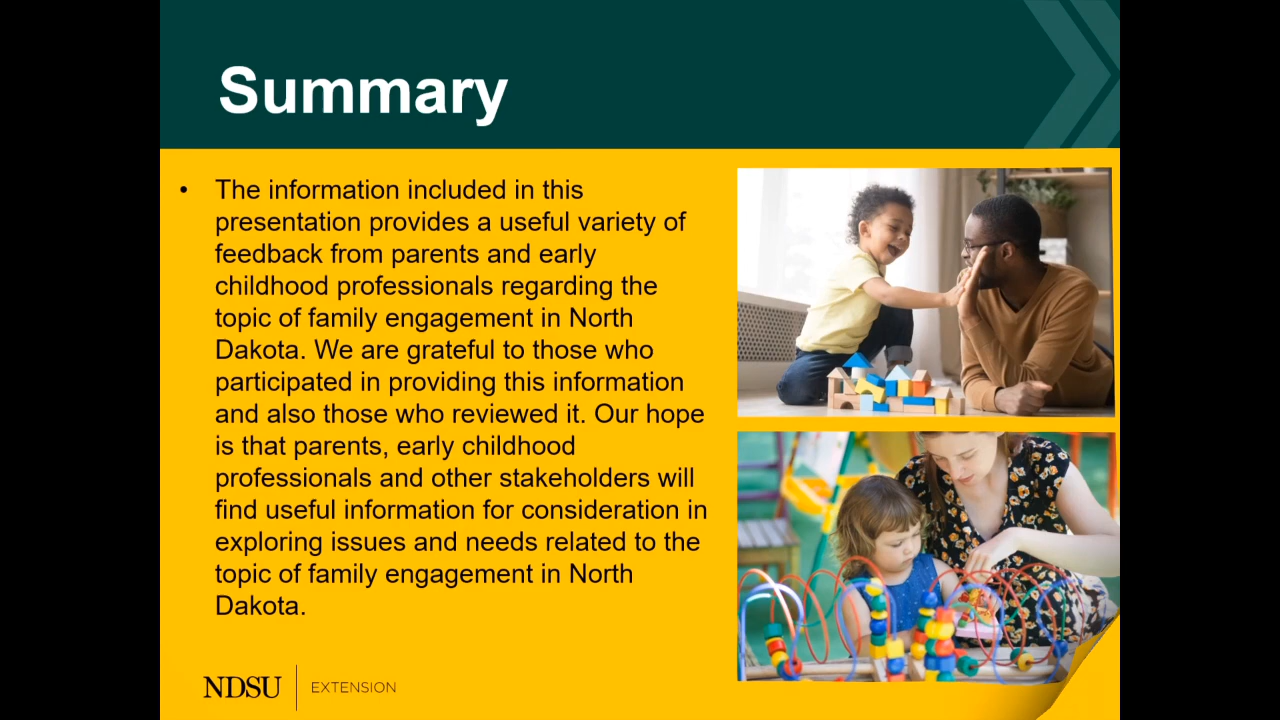 Summary
• The information included in this
presentation provides a useful variety of
feedback from parents and early
childhood professionals regarding the
topic of family engagement in North
Dakota. We are grateful to those who
participated in providing this information
and also those who reviewed it. Our hope
is that parents, early childhood
professionals and other stakeholders will
find useful information for consideration in
exploring issues and needs related to the
topic of family engagement in North
Dakota.
NDSU EXTENSION